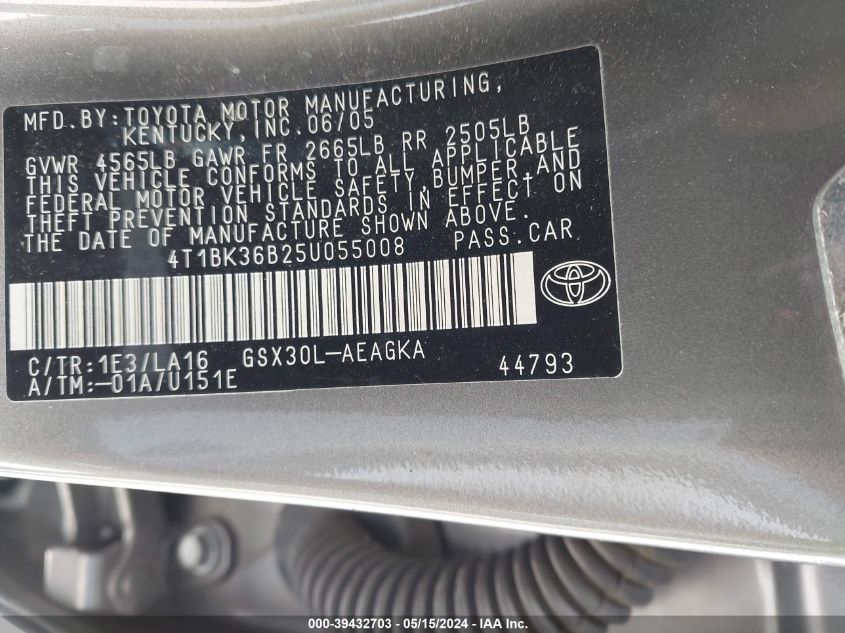 MFD.BY:TOYOTA MOTOR MANUFACTURING,
KENTUCKY,INC.06/05
GVWR 4565LB GAWR FR 2665LB RR 2505LB
THIS VEHICLE CONFORMS TO ALL APPLICABLE
FEDERAL MOTOR VEHICLE SAFETY,BUMPER,AND
THEFT PREVENTION STANDARDS IN EFFECT ON
THE DATE OF MANUFACTURE SHOWN ABOVE.
4T1BK36B25U055008 PASS.CAR
C/TR:1E3/LA16 GSX30L-AEAGKA
A/TM:-01A/U151E 44793
000-39432703 - 05/15/2024 - IAA, Inc.